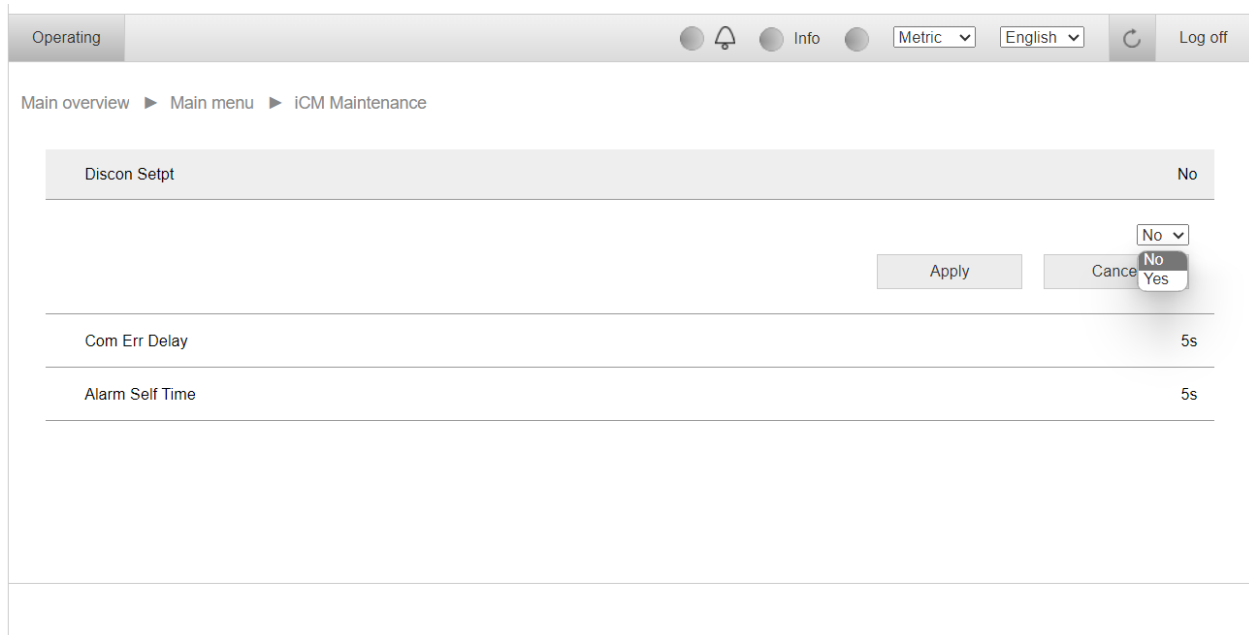 Operating Info Metric English Log off
Main overview ▶ Main menu ▶ iCM Maintenance
Discon Setpt No
No
Apply Cance
No
Yes
Com Err Delay 5s
Alarm Self Time 5s